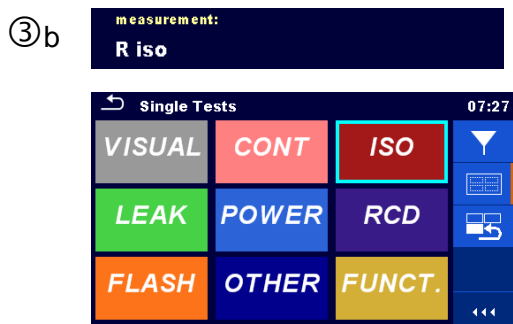 ③b
measurement:
R iso
Single Tests 07:27
VISUAL CONT ISO
LEAK POWER RCD
FLASH OTHER FUNCT.